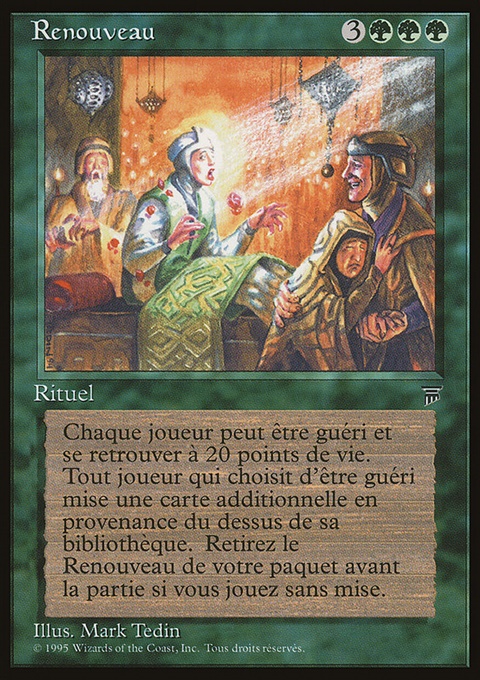 Renouveau 3
Rituel
Chaque joueur peut être guéri et
se retrouver à 20 points de vie.
Tout joueur qui choisit d'être guéri
mise une carte additionnelle en
provenance du dessus de sa
bibliothèque. Retirez le
Renouveau de votre paquet avant
la partie si vous jouez sans mise.
Illus. Mark Tedin
© 1995 Wizards of the Coast, Inc. Tous droits réservés.